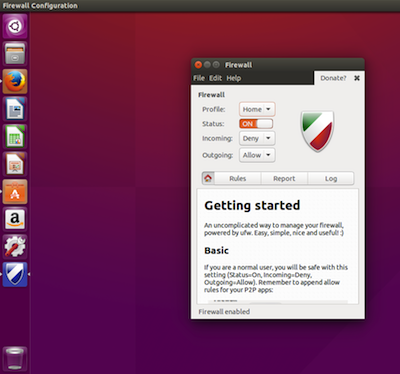 Firewall Configuration
Firewall
File Edit Help
Donate?
Firewall
Profile: Home
Status: ON
Incoming: Deny
Outgoing: Allow
Rules Report Log
Getting started
An uncomplicated way to manage your firewall,
powered by ufw. Easy, simple, nice and useful! :)
Basic
If you are a normal user, you will be safe with this
setting (Status=On, Incoming=Deny,
Outgoing=Allow). Remember to append allow
rules for your P2P apps:
Firewall enabled